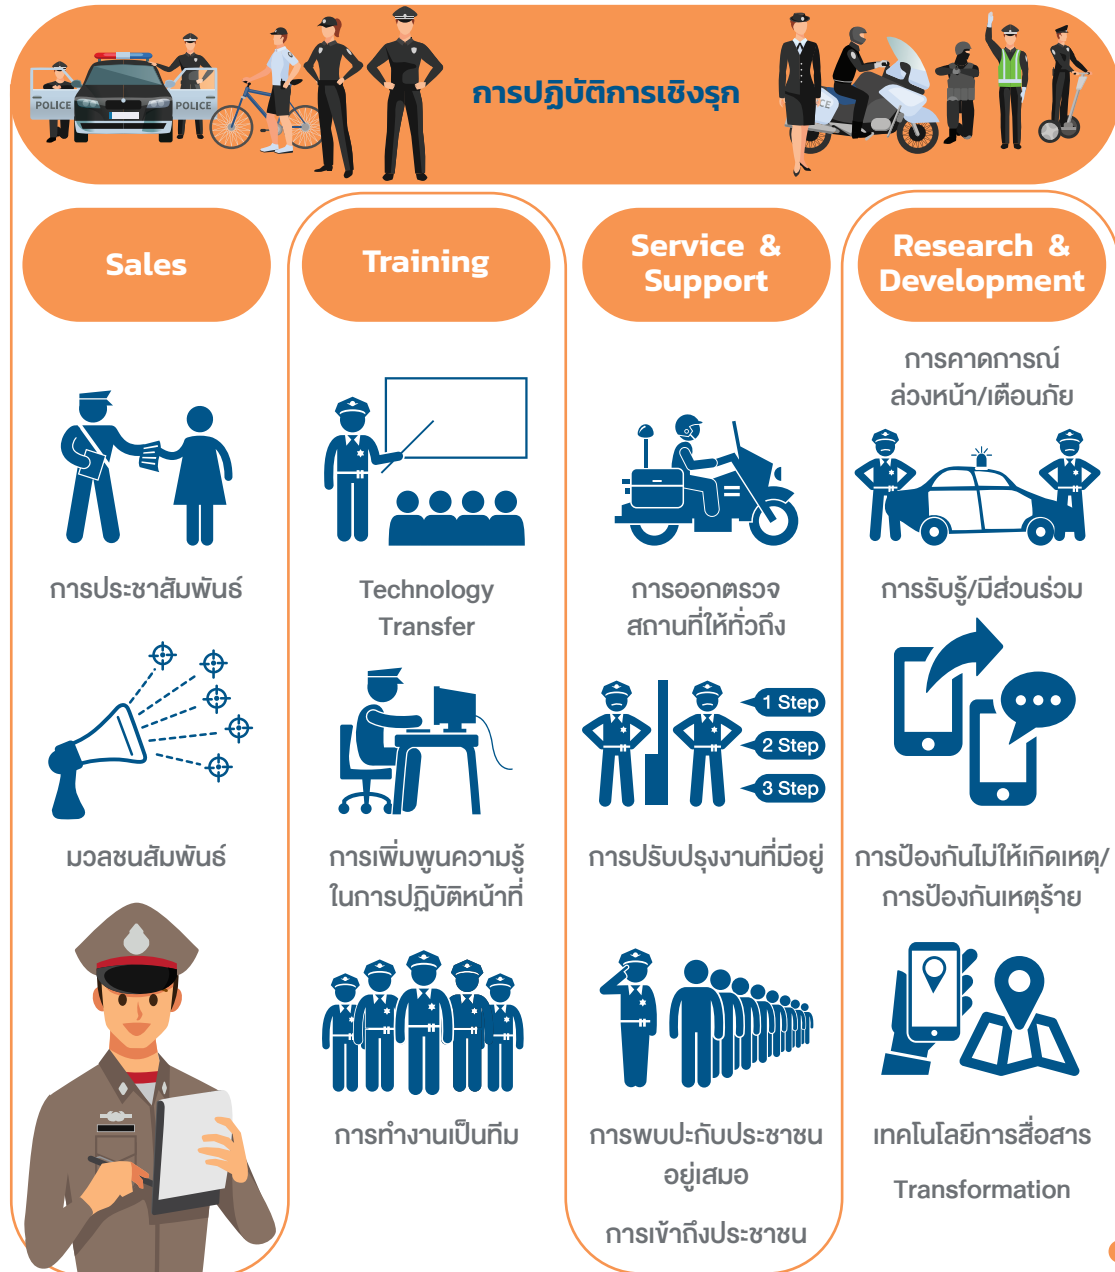 การปฏิบัติการเชิงรุก
POLICE
POLICE
CE
Sales
การประชาสัมพันธ์
มวลชนสัมพันธ์
Training
Technology
Transfer
การเพิ่มพูนความรู้
ในการปฏิบัติหน้าที่
การทำงานเป็นทีม
Service &
Support
การออกตรวจ
สถานที่ให้ทั่วถึง
1 Step
2 Step
3 Step
การปรับปรุงงานที่มีอยู่
การพบปะกับประชาชน
อยู่เสมอ
การเข้าถึงประชาชน
Research &
Development
การคาดการณ์
ล่วงหน้า/เตือนภัย
การรับรู้/มีส่วนร่วม
การป้องกันไม่ให้เกิดเหตุ/
การป้องกันเหตุร้าย
เทคโนโลยีการสื่อสาร
Transformation